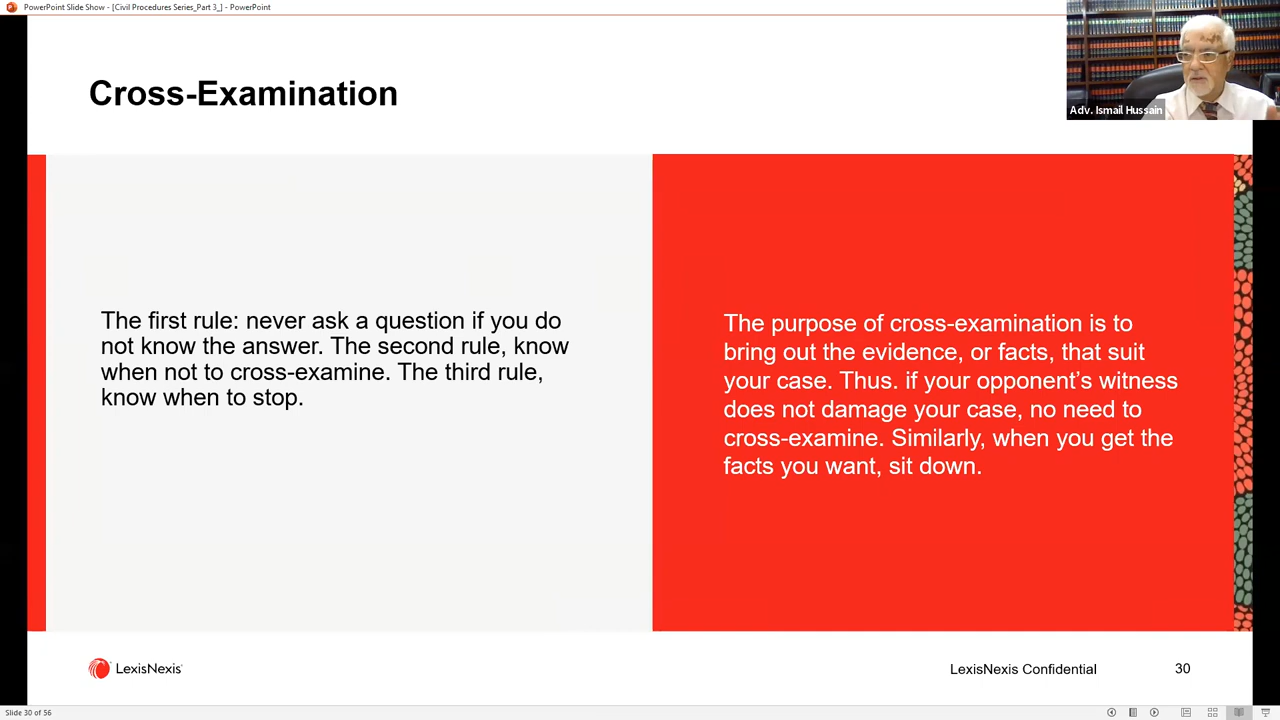 PowerPoint Slide Show - [Civil Procedures Series_Part 3_] - PowerPoint
Adv. Ismail Hussain
Cross-Examination
The first rule: never ask a question if you do
not know the answer. The second rule, know
when not to cross-examine. The third rule,
know when to stop.
The purpose of cross-examination is to
bring out the evidence, or facts, that suit
your case. Thus. if your opponent’s witness
does not damage your case, no need to
cross-examine. Similarly, when you get the
facts you want, sit down.
LexisNexis
LexisNexis Confidential
30
Slide 30 of 56